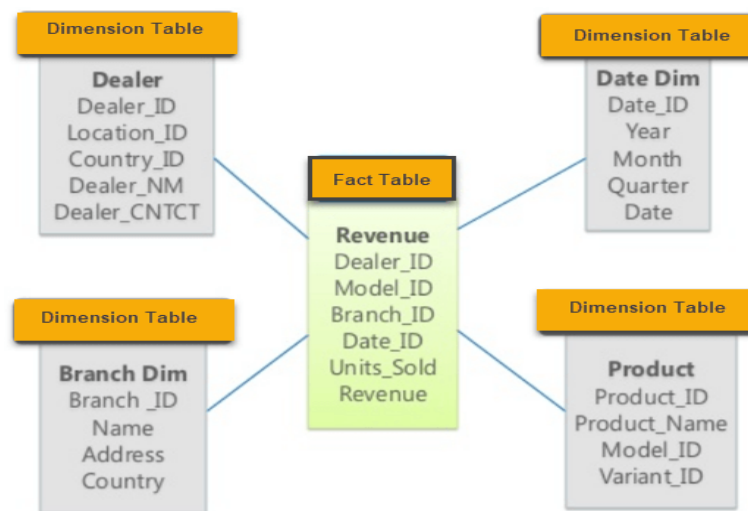 Dimension Table
Dealer
Dealer_ID
Location_ID
Country_ID
Dealer_NM
Dealer_CNTCT
Dimension Table
Date Dim
Date_ID
Year
Month
Quarter
Date
Fact Table
Revenue
Dealer_ID
Model_ID
Branch_ID
Date_ID
Units_Sold
Revenue
Dimension Table
Branch Dim
Branch _ID
Name
Address
Country
Dimension Table
Product
Product_ID
Product_Name
Model_ID
Variant_ID